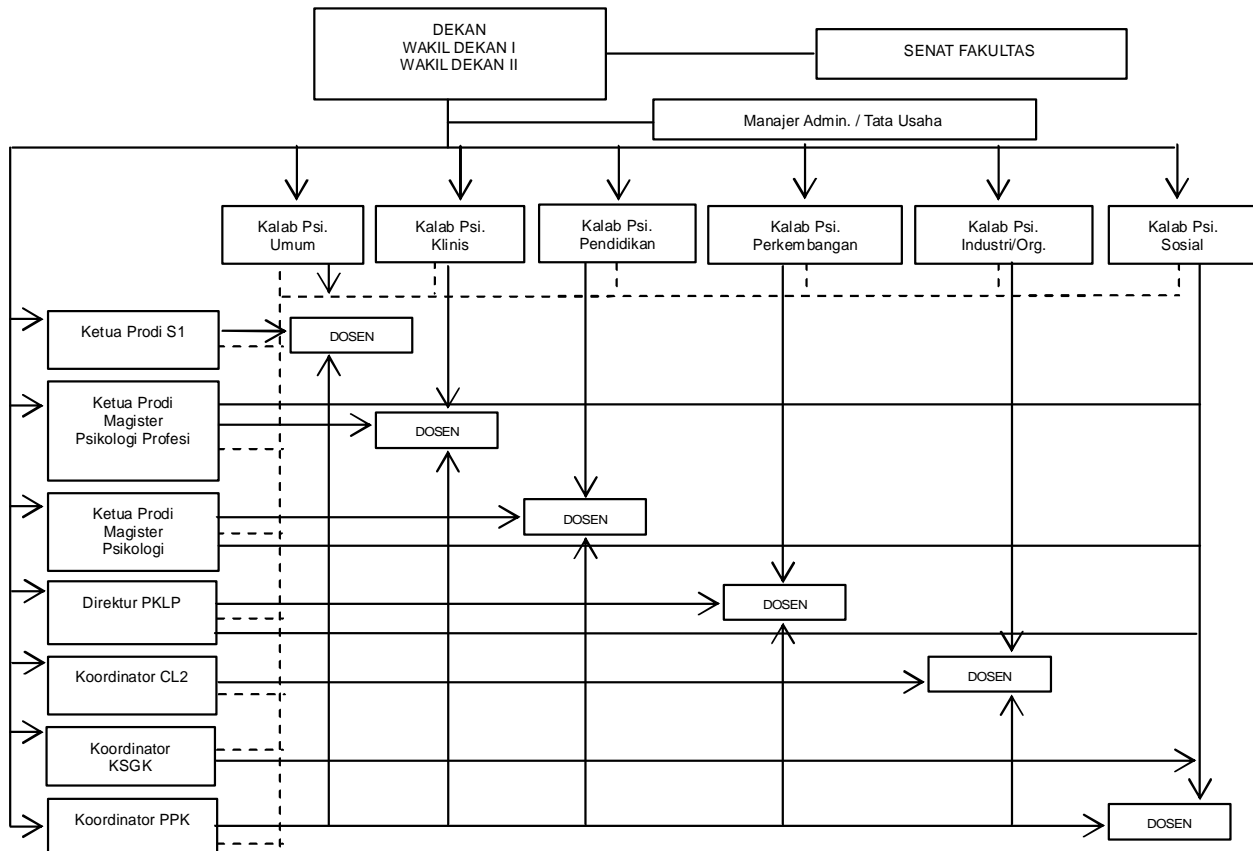 DEKAN
WAKIL DEKAN I
WAKIL DEKAN II
SENAT FAKULTAS
Manajer Admin. / Tata Usaha
Kalab Psi.
Umum
Kalab Psi.
Klinis
Kalab Psi.
Pendidikan
Kalab Psi.
Perkembangan
Kalab Psi.
Industri/Org.
Kalab Psi.
Sosial
Ketua Prodi S1
DOSEN
Ketua Prodi
Magister
Psikologi Profesi
DOSEN
Ketua Prodi
Magister
Psikologi
DOSEN
Direktur PKLP
DOSEN
Koordinator CL2
DOSEN
Koordinator
KSGK
Koordinator PPK
DOSEN